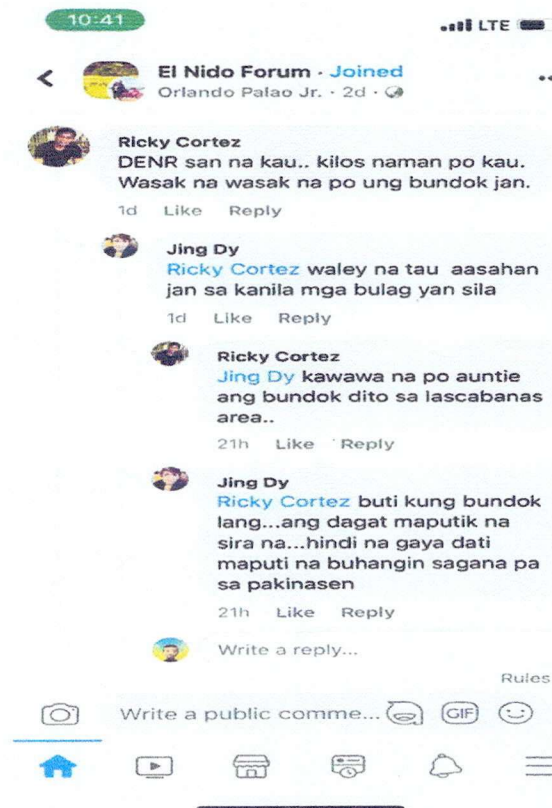 10:41
LTE
El Nido Forum · Joined
Orlando Palao Jr. · 2d ·
Ricky Cortez
DENR san na kau.. kilos naman po kau.
Wasak na wasak na po ung bundok jan.
1d Like Reply
Jing Dy
Ricky Cortez waley na tau aasahan
jan sa kanila mga bulag yan sila
1d Like Reply
Ricky Cortez
Jing Dy kawawa na po auntie
ang bundok dito sa lascabanas
area..
21h Like Reply
Jing Dy
Ricky Cortez buti kung bundok
lang...ang dagat maputik na
sira na...hindi na gaya dati
maputi na buhangin sagana pa
sa pakinasen
21h Like Reply
Write a reply...
Rules
Write a public comme...
GIF